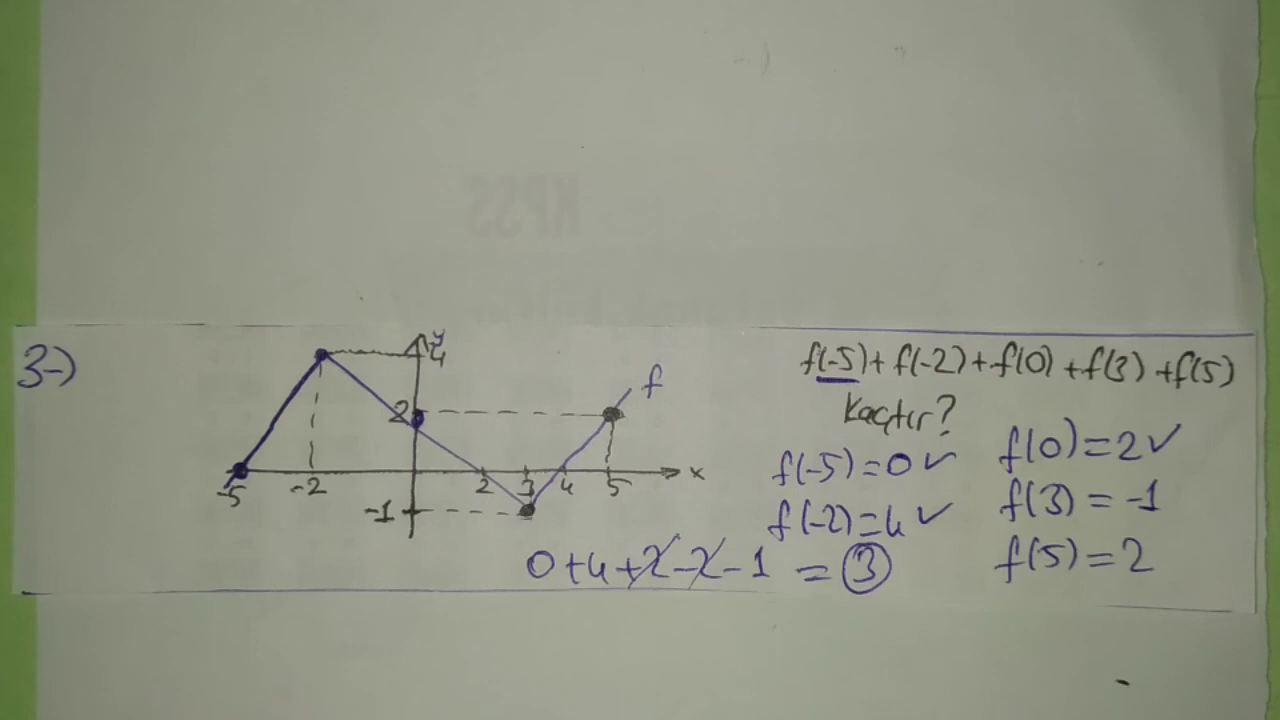 3-)
f(-5)+f(-2)+f(0)+f(3)+f(5)
kaçtır?
f(-5)=0✓
f(-2)=4✓
f(0)=2✓
f(3)=-1
f(5)=2
y
4
2
f
-5 -2 2 3 4 5 x
-1
0+4+2-2-1=3
KPSS